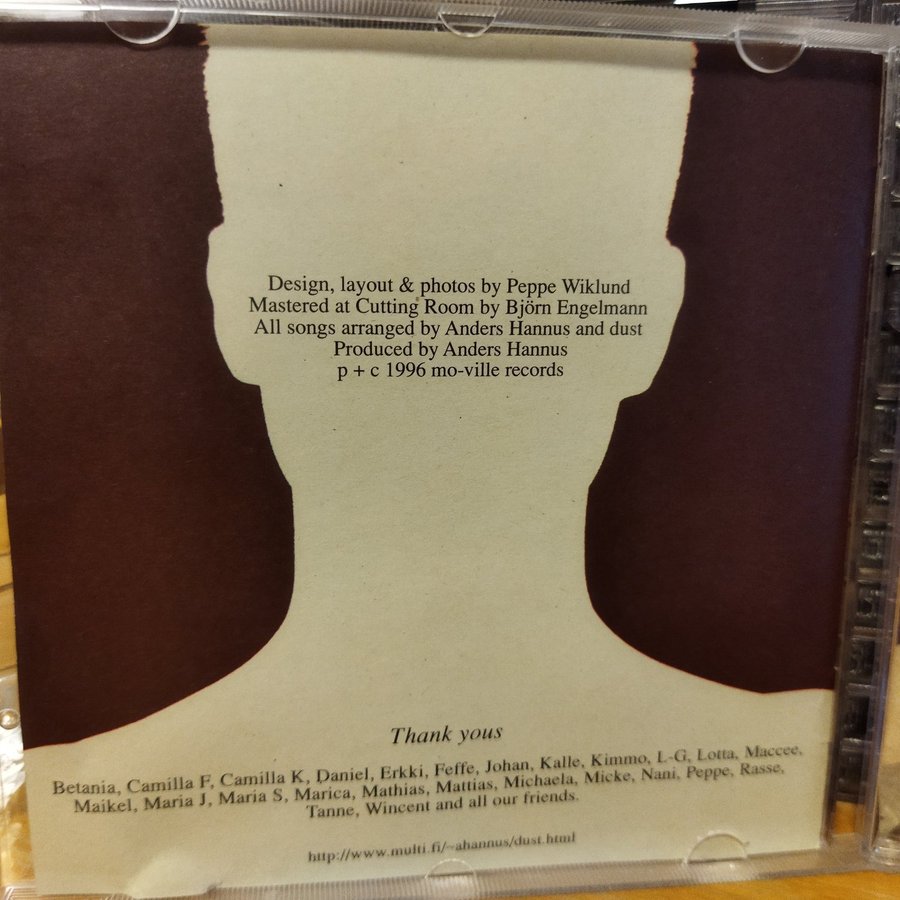 Design, layout & photos by Peppe Wiklund
Mastered at Cutting Room by Björn Engelmann
All songs arranged by Anders Hannus and dust
Produced by Anders Hannus
p + c 1996 mo-ville records
Thank yous
Betania, Camilla F, Camilla K, Daniel, Erkki, Feffe, Johan, Kalle, Kimmo, L-G, Lotta, Maccee,
Maikel, Maria J, Maria S, Marica, Mathias, Mattias, Michaela, Micke, Nani, Peppe, Rasse,
Tanne, Wincent and all our friends.
http://www.multi.fi/~ahannus/dust.html